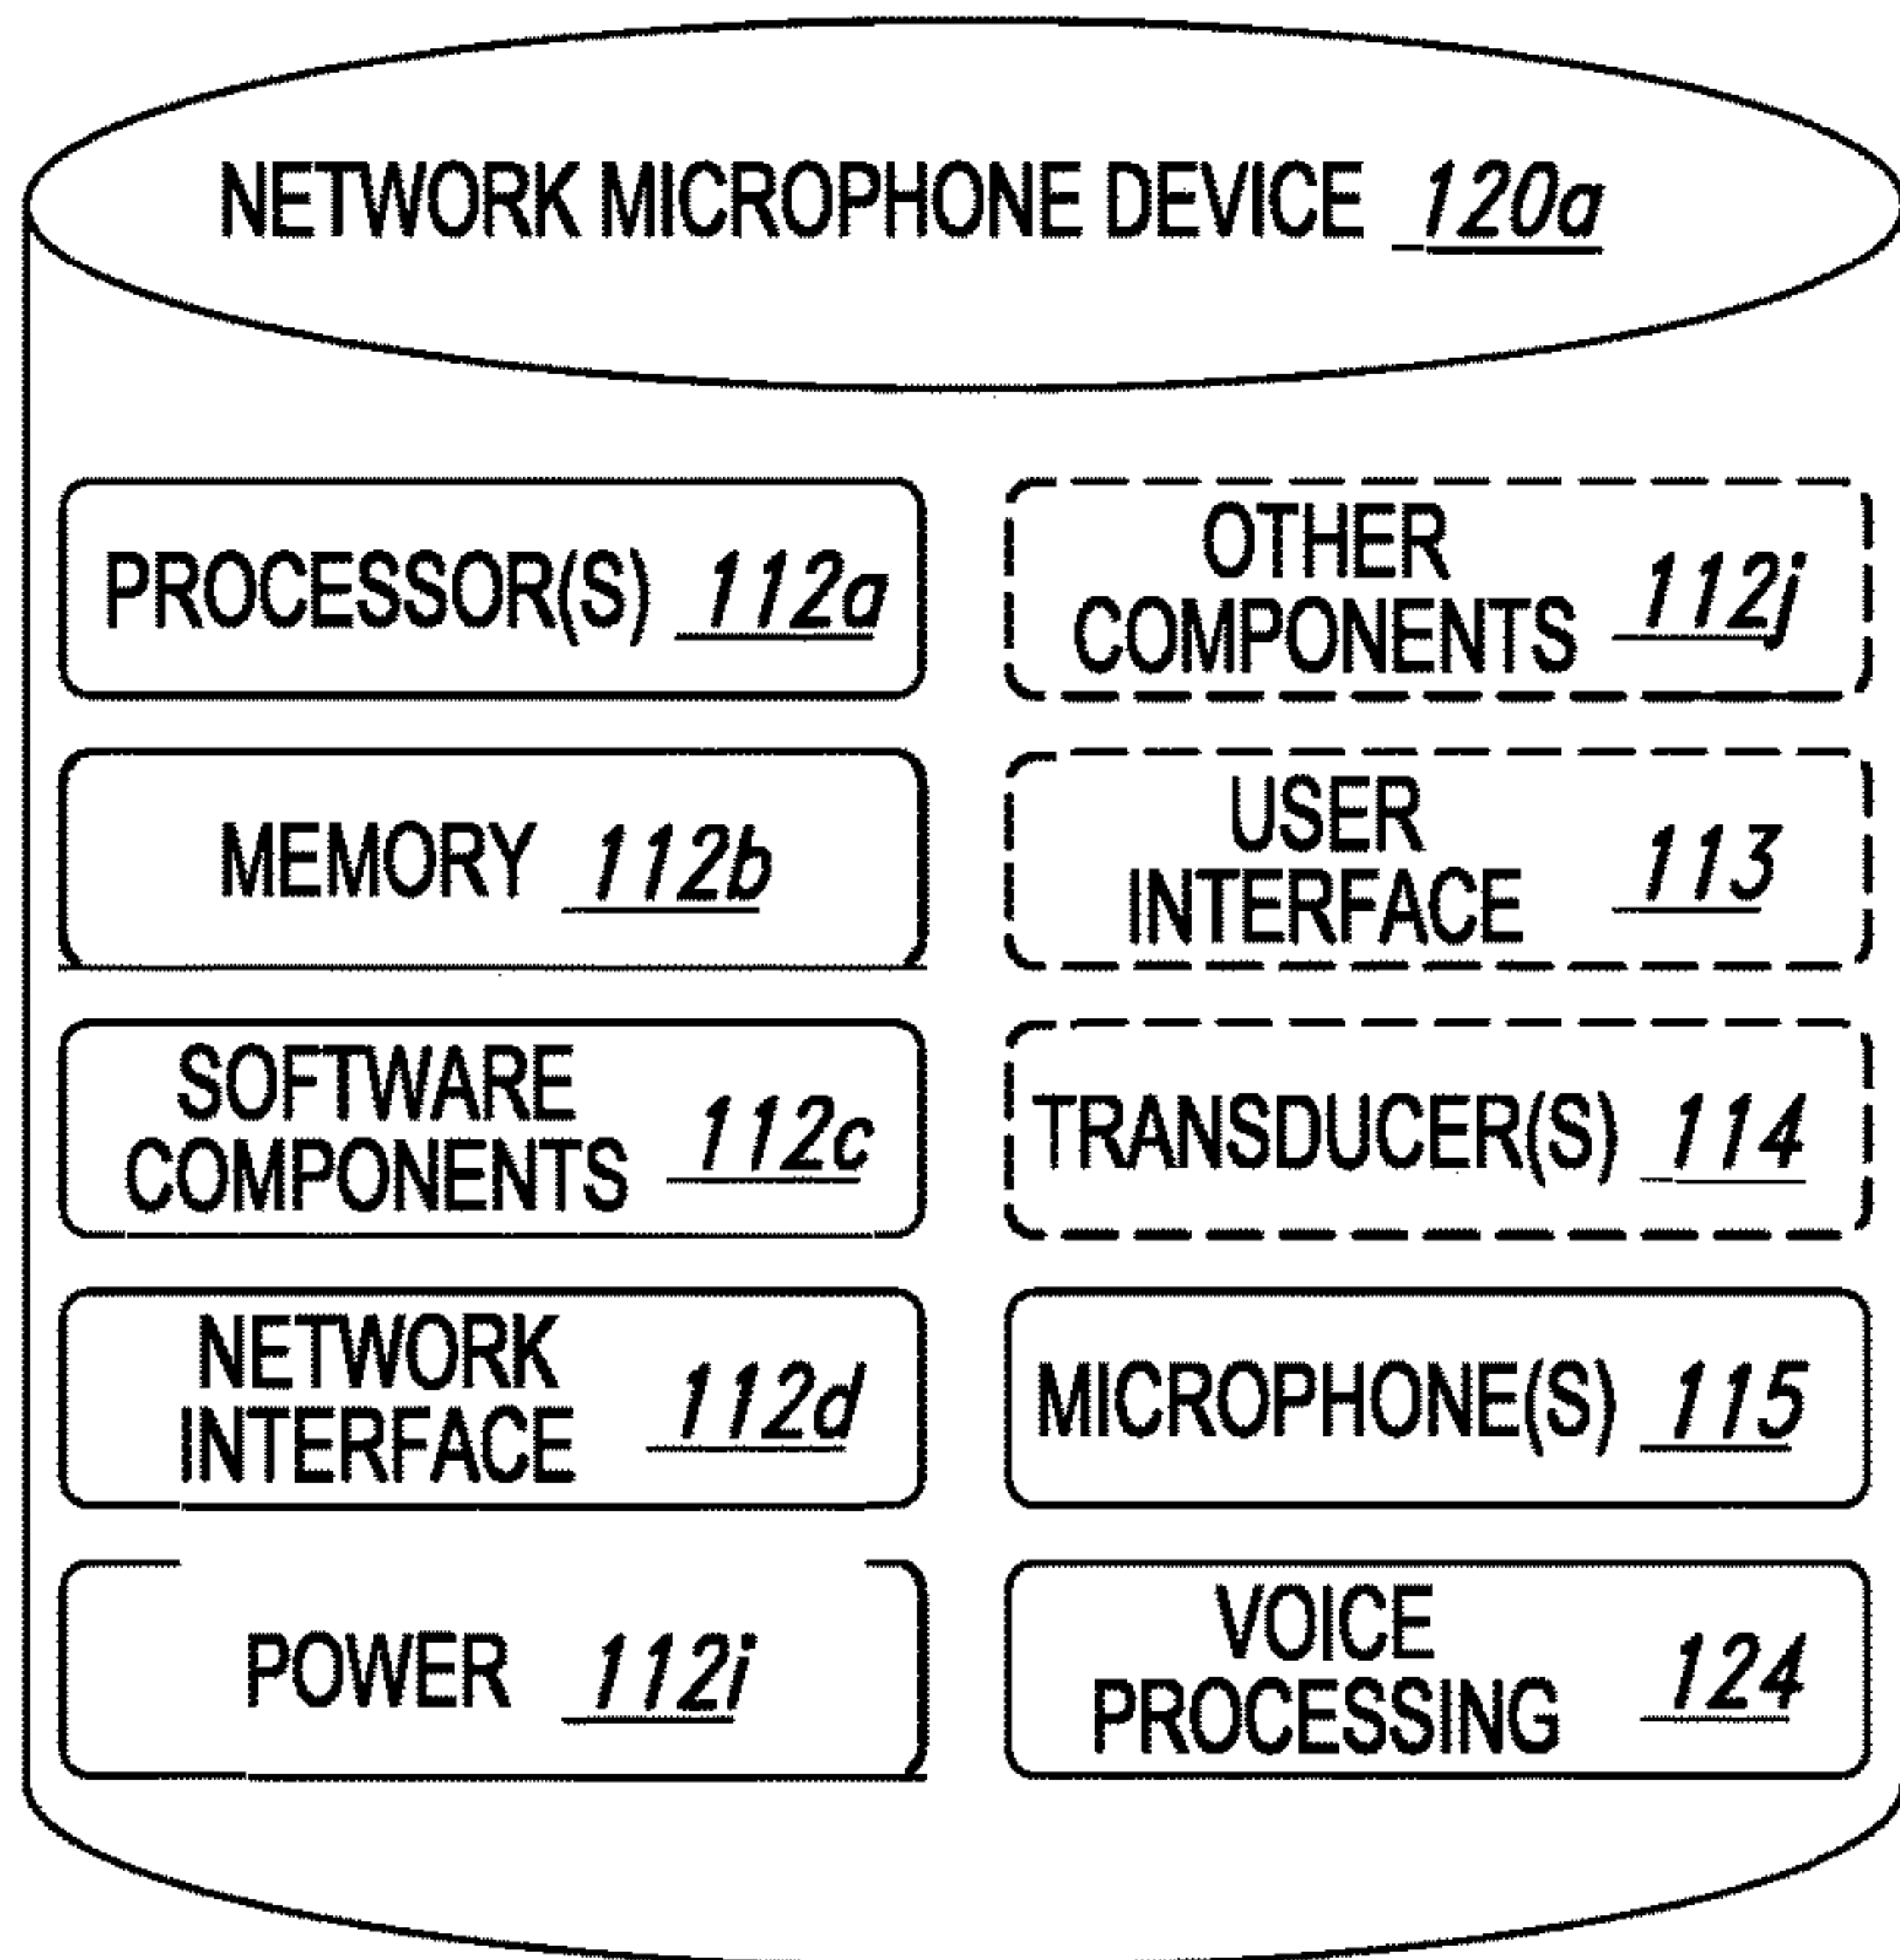 NETWORK MICROPHONE DEVICE 120a
PROCESSOR(S) 112a
MEMORY 112b
SOFTWARE
COMPONENTS 112c
NETWORK
INTERFACE 112d
POWER 112i
OTHER
COMPONENTS 112j
USER
INTERFACE 113
TRANSDUCER(S) 114
MICROPHONE(S) 115
VOICE
PROCESSING 124